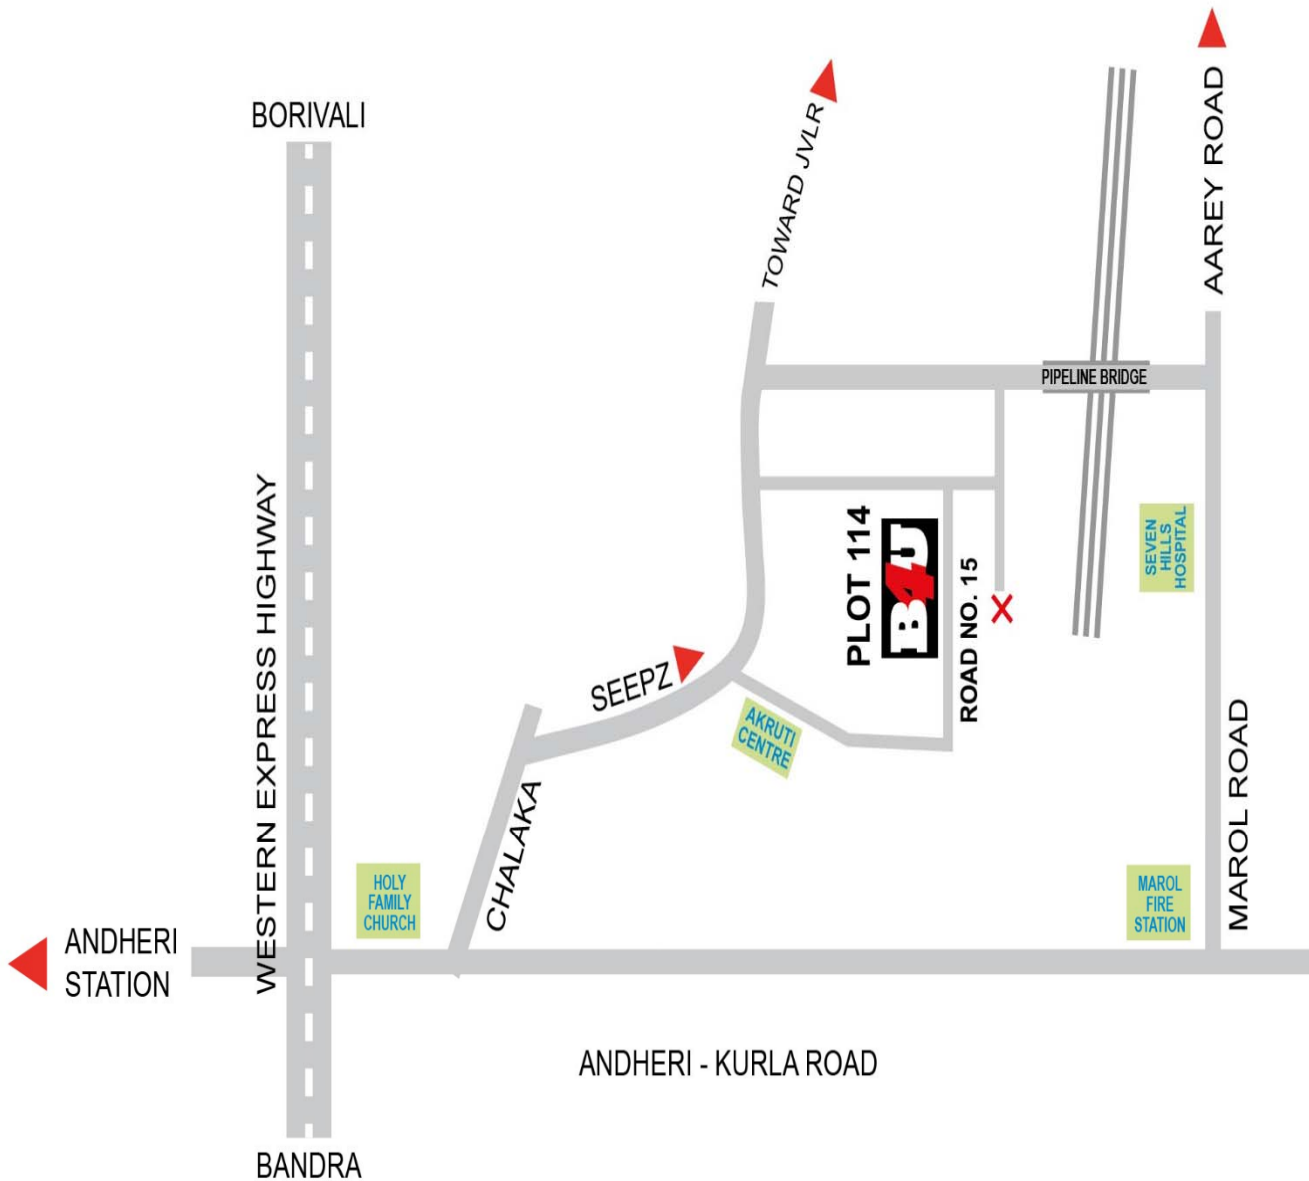 BORIVALI
TOWARD JVLR
AAREY ROAD
PIPELINE BRIDGE
WESTERN EXPRESS HIGHWAY
PLOT 114
B4U
ROAD NO. 15
X
SEVEN
HILLS
HOSPITAL
SEEPZ
AKRUTI
CENTRE
CHALAKA
MAROL ROAD
HOLY
FAMILY
CHURCH
MAROL
FIRE
STATION
ANDHERI
STATION
ANDHERI - KURLA ROAD
BANDRA